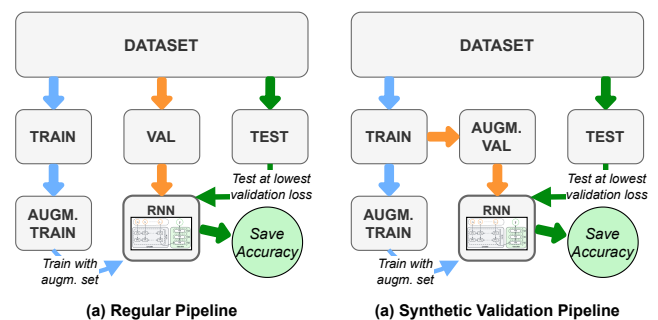 DATASET
TRAIN
VAL
TEST
Test at lowest
validation loss
AUGM.
TRAIN
RNN
Save
Accuracy
Train with
augm. set
(a) Regular Pipeline
DATASET
TRAIN
AUGM.
VAL
TEST
Test at lowest
validation loss
AUGM.
TRAIN
RNN
Save
Accuracy
Train with
augm. set
(a) Synthetic Validation Pipeline